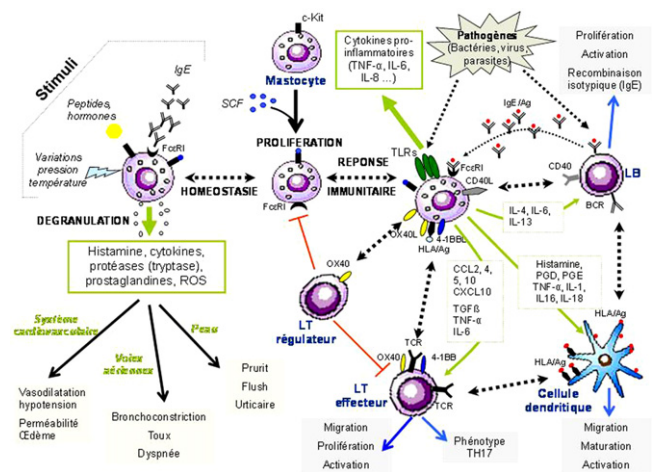 c-Kit
Mastocyte
SCF
PROLIFERATION
Cytokines pro-
inflammatoires
(TNF-α, IL-6,
IL-8 ...)
Pathogènes
(Bactéries, virus,
parasites)
Prolifération
Activation
Recombinaison
isotypique (IgE)
Stimuli
IgE
Peptides,
hormones
FcεRI
Variations
pression
température
HOMEOSTASIE
REPONSE
IMMUNITAIRE
FcεRI
TLRs
IgE/Ag
FcεRI
CD40L
CD40
LB
BCR
IL-4, IL-6,
IL-13
OX40L
4-1BBL
HLA/Ag
DEGRANULATION
Histamine, cytokines,
protéases (tryptase),
prostaglandines, ROS
Système
cardiovasculaire
Voies
aériennes
Peau
Vasodilatation
hypotension
Perméabilité
Œdème
Bronchoconstriction
Toux
Dyspnée
Prurit
Flush
Urticaire
OX40
LT
régulateur
CCL2, 4,
5, 10
CXCL10
TGFß
TNF-α
IL-6
Histamine,
PGD, PGE
TNF-α, IL-1,
IL16, IL-18
HLA/Ag
HLA/Ag
Cellule
dendritique
TCR
OX40
4-1BB
TCR
LT
effecteur
Migration
Prolifération
Activation
Phénotype
TH17
Migration
Maturation
Activation